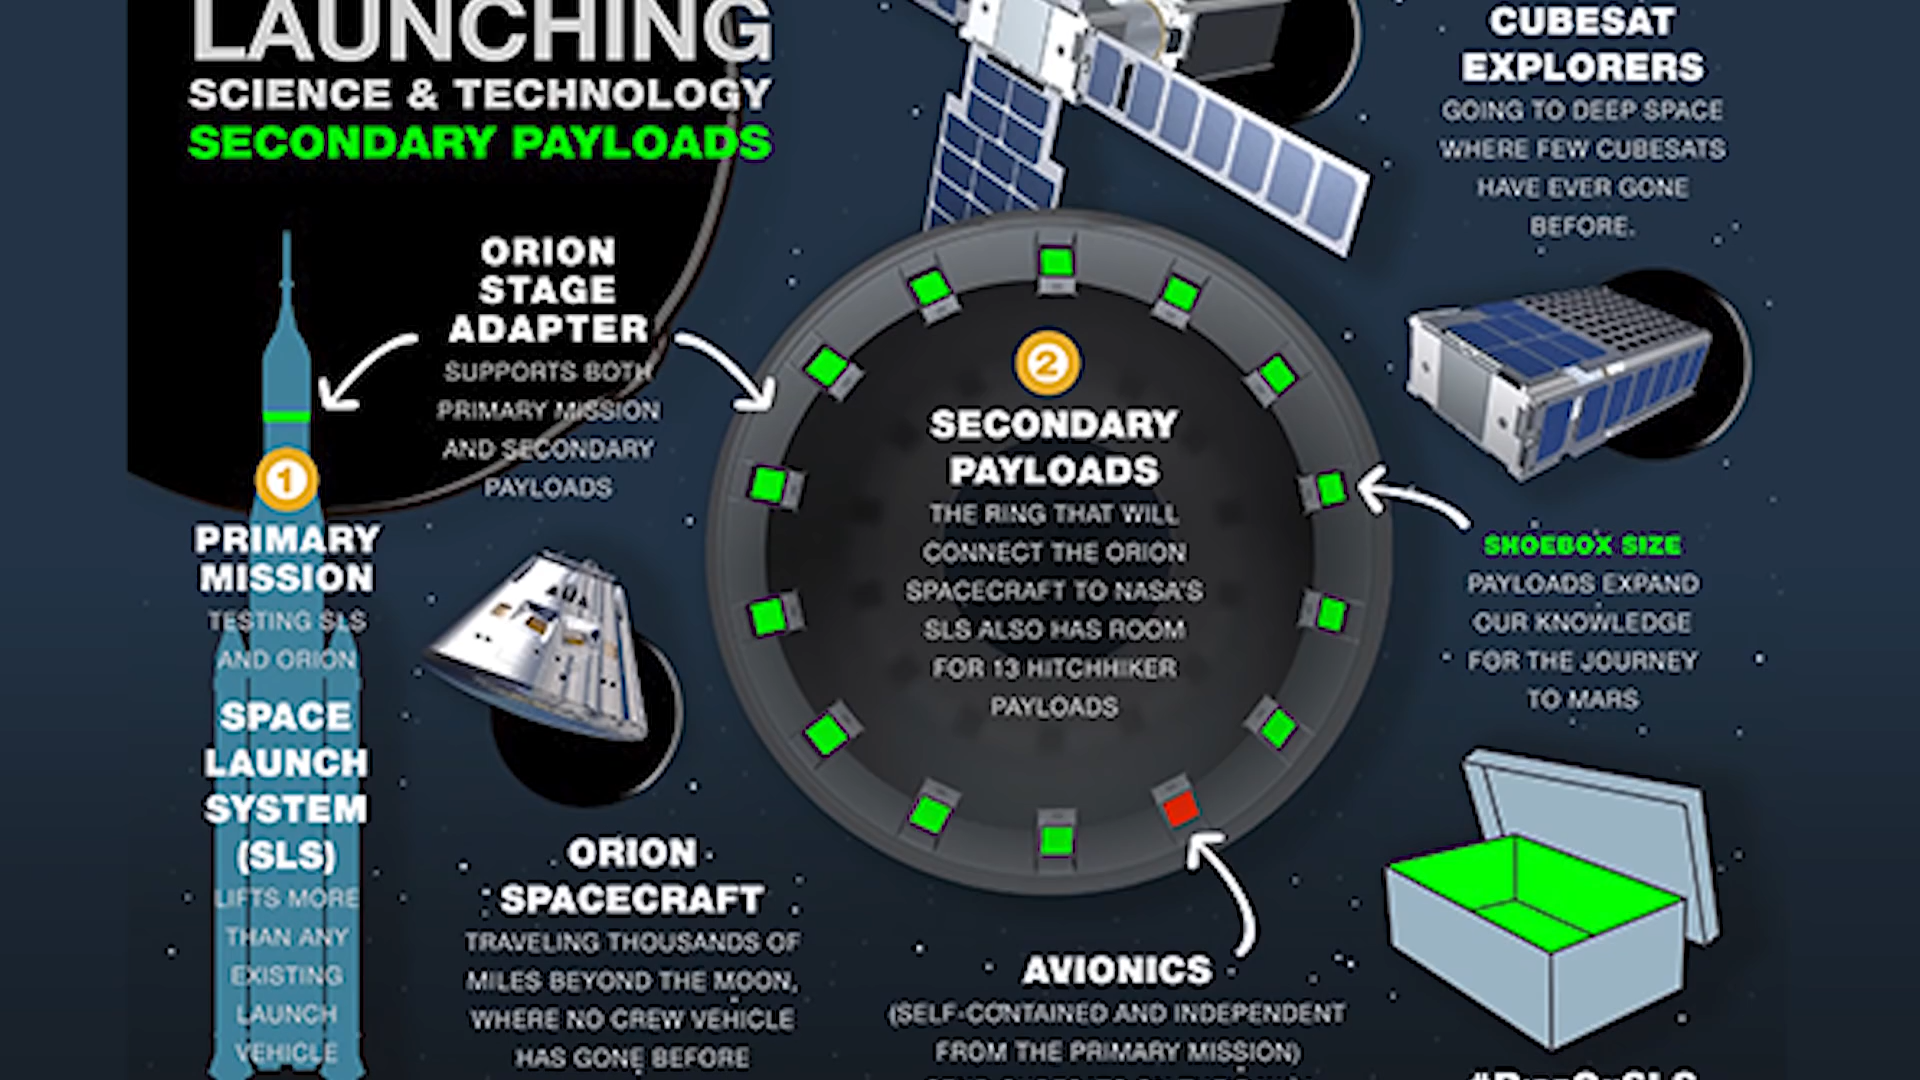 LAUNCHING
SCIENCE & TECHNOLOGY
SECONDARY PAYLOADS
ORION
STAGE
ADAPTER
SUPPORTS BOTH
PRIMARY MISSION
AND SECONDARY
PAYLOADS
1
PRIMARY
MISSION
TESTING SLS
AND ORION
SPACE
LAUNCH
SYSTEM
(SLS)
LIFTS MORE
THAN ANY
EXISTING
LAUNCH
VEHICLE
ORION
SPACECRAFT
TRAVELING THOUSANDS OF
MILES BEYOND THE MOON,
WHERE NO CREW VEHICLE
HAS GONE BEFORE
2
SECONDARY
PAYLOADS
THE RING THAT WILL
CONNECT THE ORION
SPACECRAFT TO NASA'S
SLS ALSO HAS ROOM
FOR 13 HITCHHIKER
PAYLOADS
AVIONICS
(SELF-CONTAINED AND INDEPENDENT
FROM THE PRIMARY MISSION)
CUBESAT
EXPLORERS
GOING TO DEEP SPACE
WHERE FEW CUBESATS
HAVE EVER GONE
BEFORE.
SHOEBOX SIZE
PAYLOADS EXPAND
OUR KNOWLEDGE
FOR THE JOURNEY
TO MARS